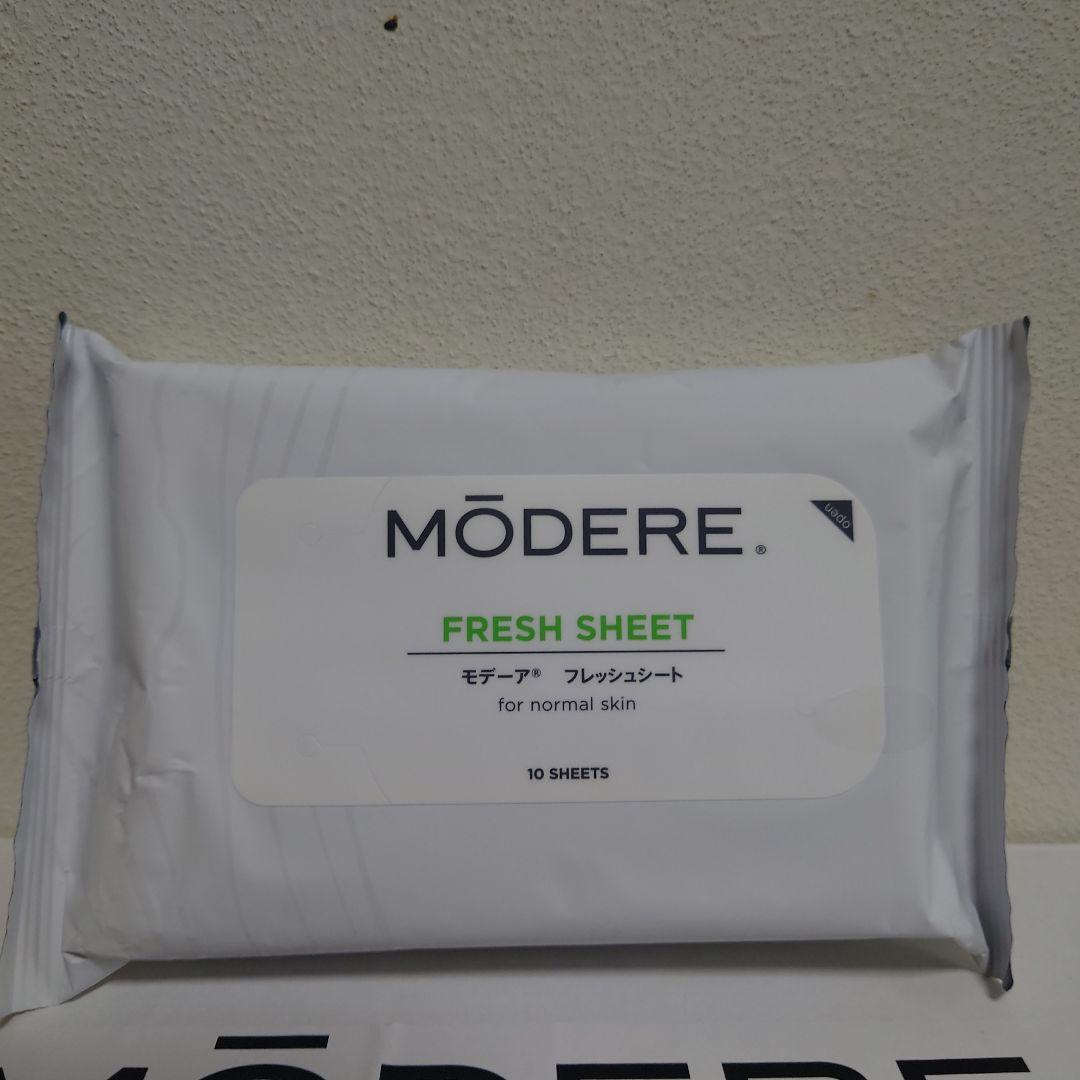 MŌDERE®
open
FRESH SHEET
モデーア® フレッシュシート
for normal skin
10 SHEETS
MŌDERE